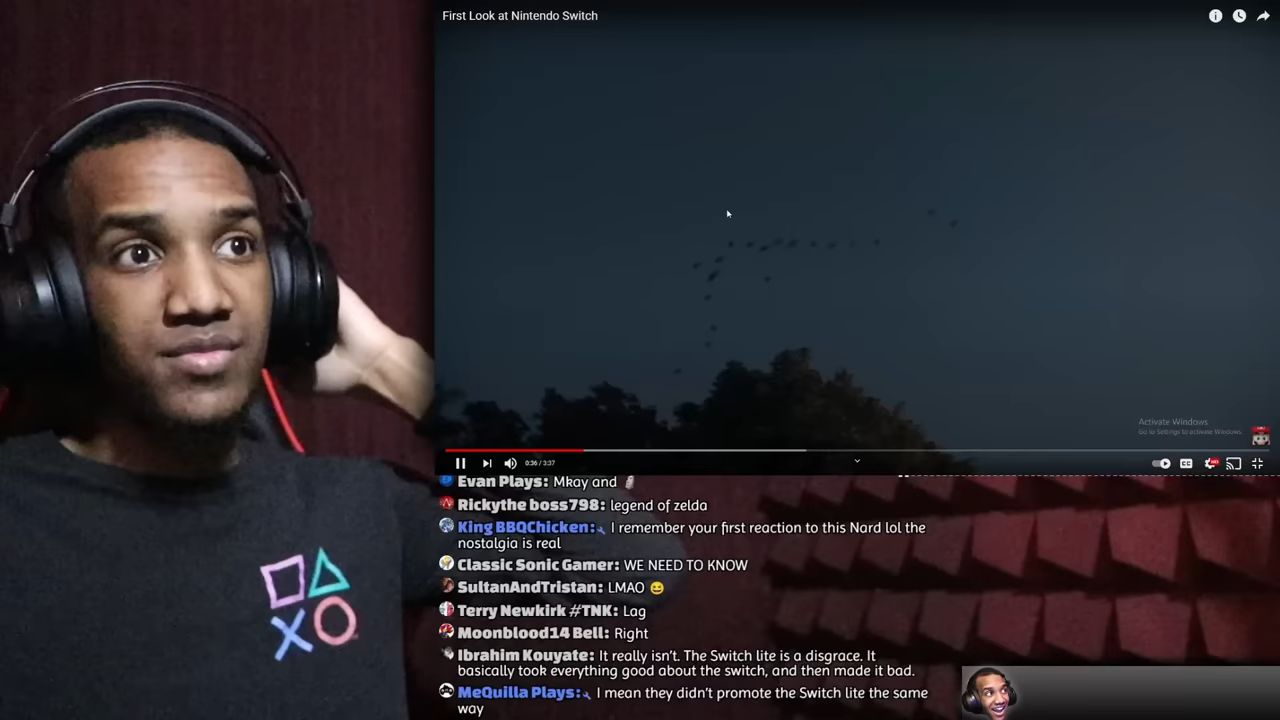 First Look at Nintendo Switch
Activate Windows
Go to Settings to activate Windows.
0:36 / 3:37
CC
Evan Plays: Mkay and 🗿
Rickythe boss798: legend of zelda
King BBQChicken: I remember your first reaction to this Nard lol the
nostalgia is real
Classic Sonic Gamer: WE NEED TO KNOW
SultanAndTristan: LMAO 😆
Terry Newkirk #TNK: Lag
Moonblood14 Bell: Right
Ibrahim Kouyate: It really isn't. The Switch lite is a disgrace. It
basically took everything good about the switch, and then made it bad.
MeQuilla Plays: I mean they didn't promote the Switch lite the same
way